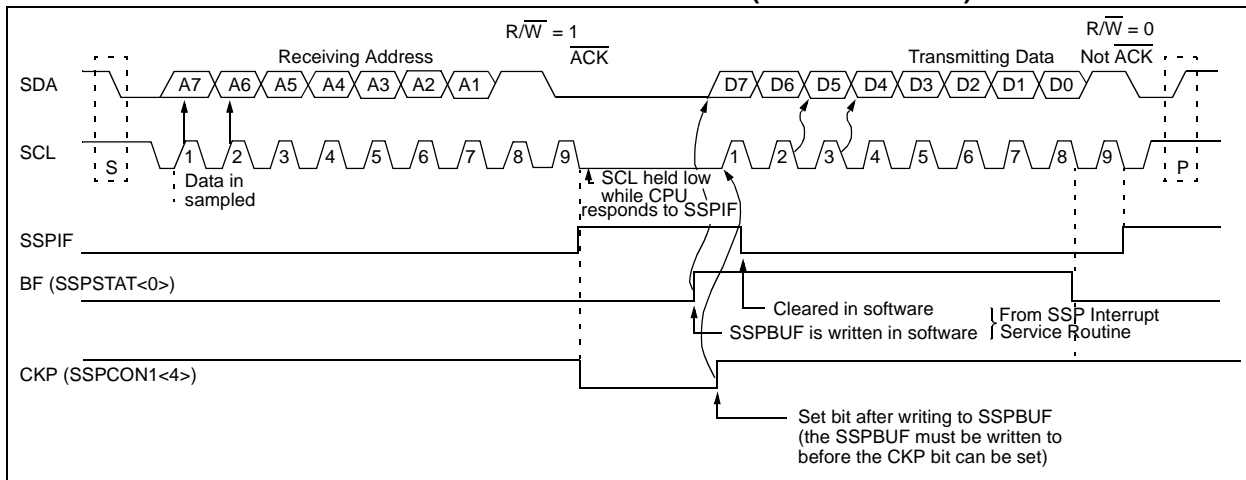 R/W = 1
R/W = 0
Receiving Address
ACK
Transmitting Data
Not ACK
SDA
A7 A6 A5 A4 A3 A2 A1
D7 D6 D5 D4 D3 D2 D1 D0
SCL
1 2 3 4 5 6 7 8 9
1 2 3 4 5 6 7 8 9
S
P
Data in
sampled
SCL held low
while CPU
responds to SSPIF
SSPIF
BF (SSPSTAT<0>)
Cleared in software
SSPBUF is written in software
From SSP Interrupt
Service Routine
CKP (SSPCON1<4>)
Set bit after writing to SSPBUF
(the SSPBUF must be written to
before the CKP bit can be set)